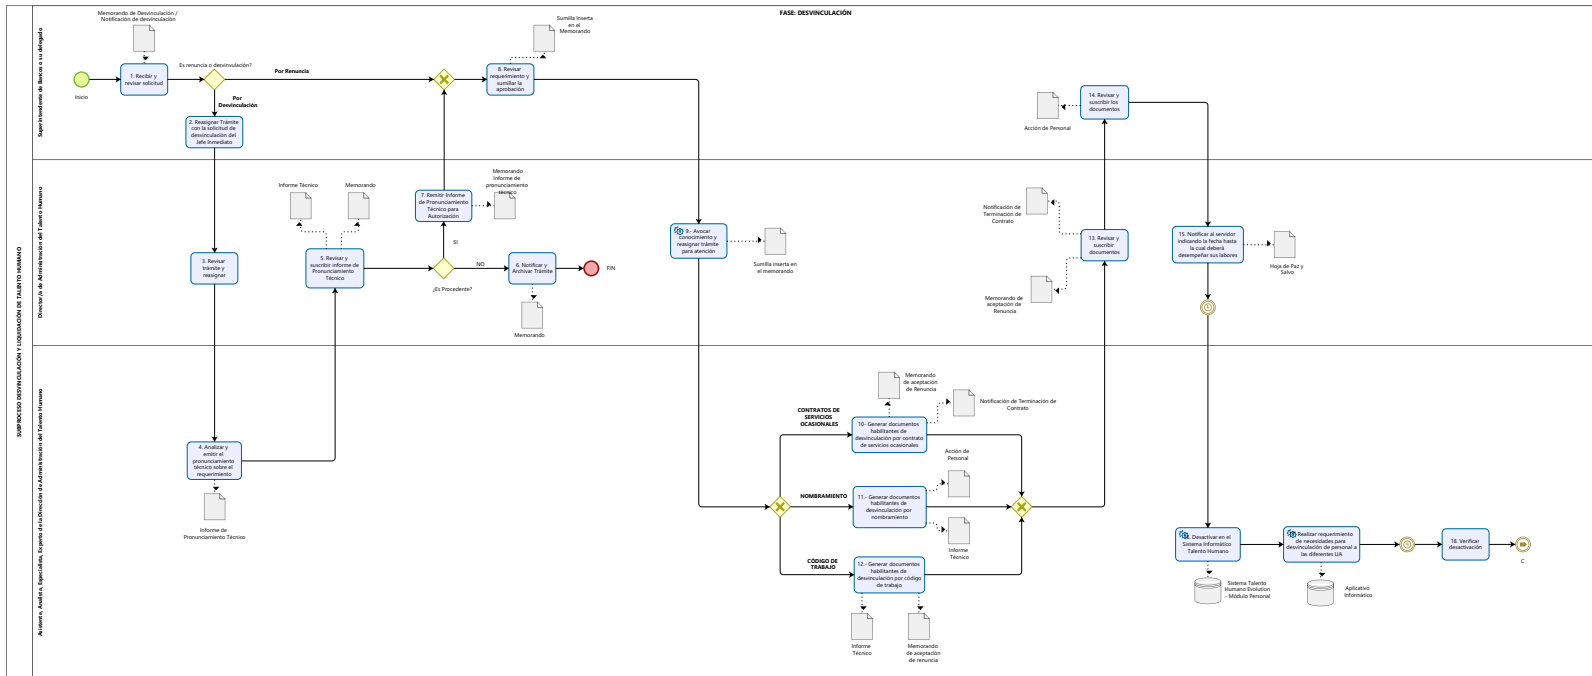 FASE: DESVINCULACIÓN
SUBPROCESO DESVINCULACIÓN Y LIQUIDACIÓN DE TALENTO HUMANO
Superintendente de Bancos o su delegado
Memorando de Desvinculación /
Notificación de desvinculación
Inicio
1. Recibir y
revisar solicitud
Es renuncia o desvinculación?
Por Renuncia
Por
Desvinculación
2. Reasignar Trámite
con la solicitud de
desvinculación del
Jefe Inmediato
8. Revisar
requerimiento y
sumillar la
aprobación
Sumilla Inserta
en el
Memorando
14. Revisar y
suscribir los
documentos
Acción de Personal
Director/a de Administración del Talento Humano
3. Revisar
trámite y
reasignar
Informe Técnico
Memorando
5. Revisar y
suscribir informe de
Pronunciamiento
Técnico
¿Es Procedente?
SI
NO
7. Remitir Informe
de Pronunciamiento
Técnico para
Autorización
Memorando
Informe de
pronunciamiento
técnico
6. Notificar y
Archivar Trámite
Memorando
FIN
9.- Avocar
conocimiento y
reasignar trámite
para atención
Sumilla inserta en
el memorando
Notificación de
Terminación de
Contrato
13. Revisar y
suscribir
documentos
Memorando de
aceptación de
Renuncia
15. Notificar al servidor
indicando la fecha hasta
la cual deberá
desempeñar sus labores
Hoja de Paz y
Salvo
Asistente, Analista, Especialista, Experto de la Dirección de Administración del Talento Humano
4. Analizar y
emitir el
pronunciamiento
técnico sobre el
requerimiento
Informe de
Pronunciamiento Técnico
CONTRATOS DE
SERVICIOS
OCASIONALES
10- Generar documentos
habilitantes de
desvinculación por contrato
de servicios ocasionales
Memorando
de aceptación
de Renuncia
Notificación de Terminación de
Contrato
NOMBRAMIENTO
11.- Generar documentos
habilitantes de
desvinculación por
nombramiento
Acción de
Personal
Informe
Técnico
CÓDIGO DE
TRABAJO
12.- Generar documentos
habilitantes de
desvinculación por código
de trabajo
Informe
Técnico
Memorando
de aceptación
de renuncia
Desactivar en el
Sistema Informático
Talento Humano
Sistema Talento
Humano Evolution
- Módulo Personal
Realizar requerimiento
de necesidades para
desvinculación de personal a
las diferentes UA
Aplicativo
Informático
18. Verificar
desactivación
C